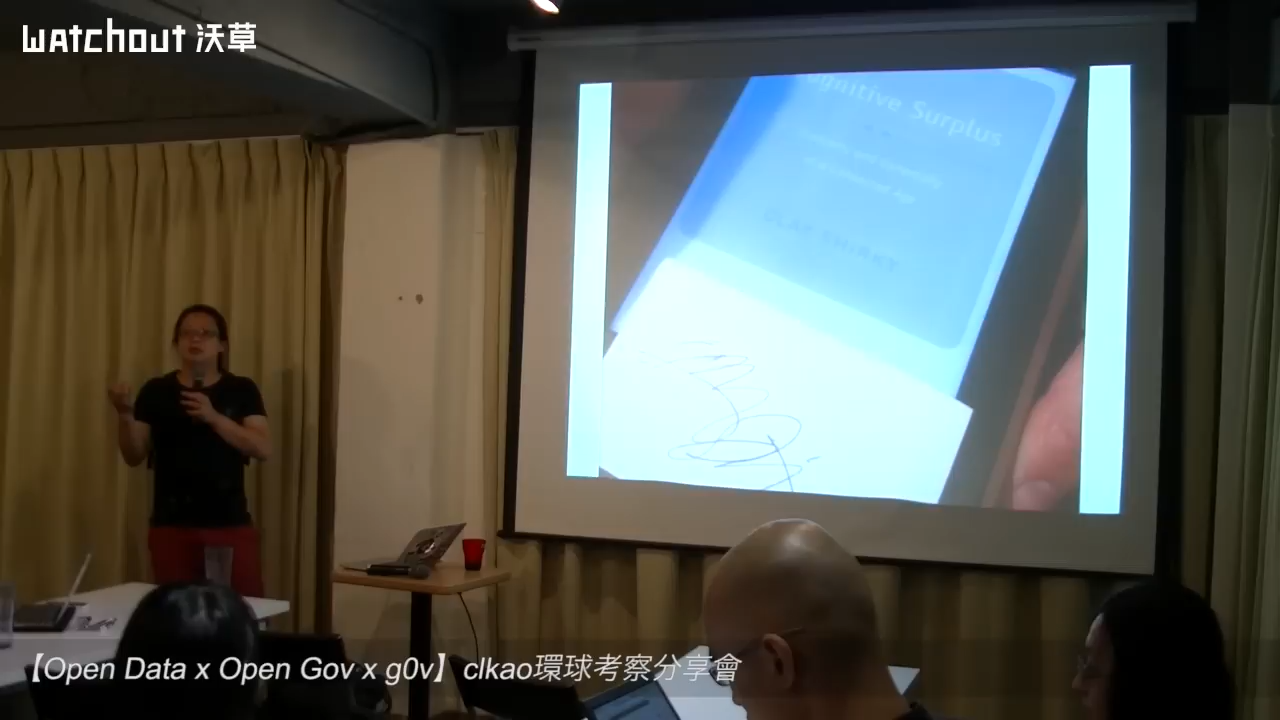 WATCHOUT 沃草
ognitive Surplus
CLAY SHIRKY
【Open Data x Open Gov x g0v】clkao環球考察分享會